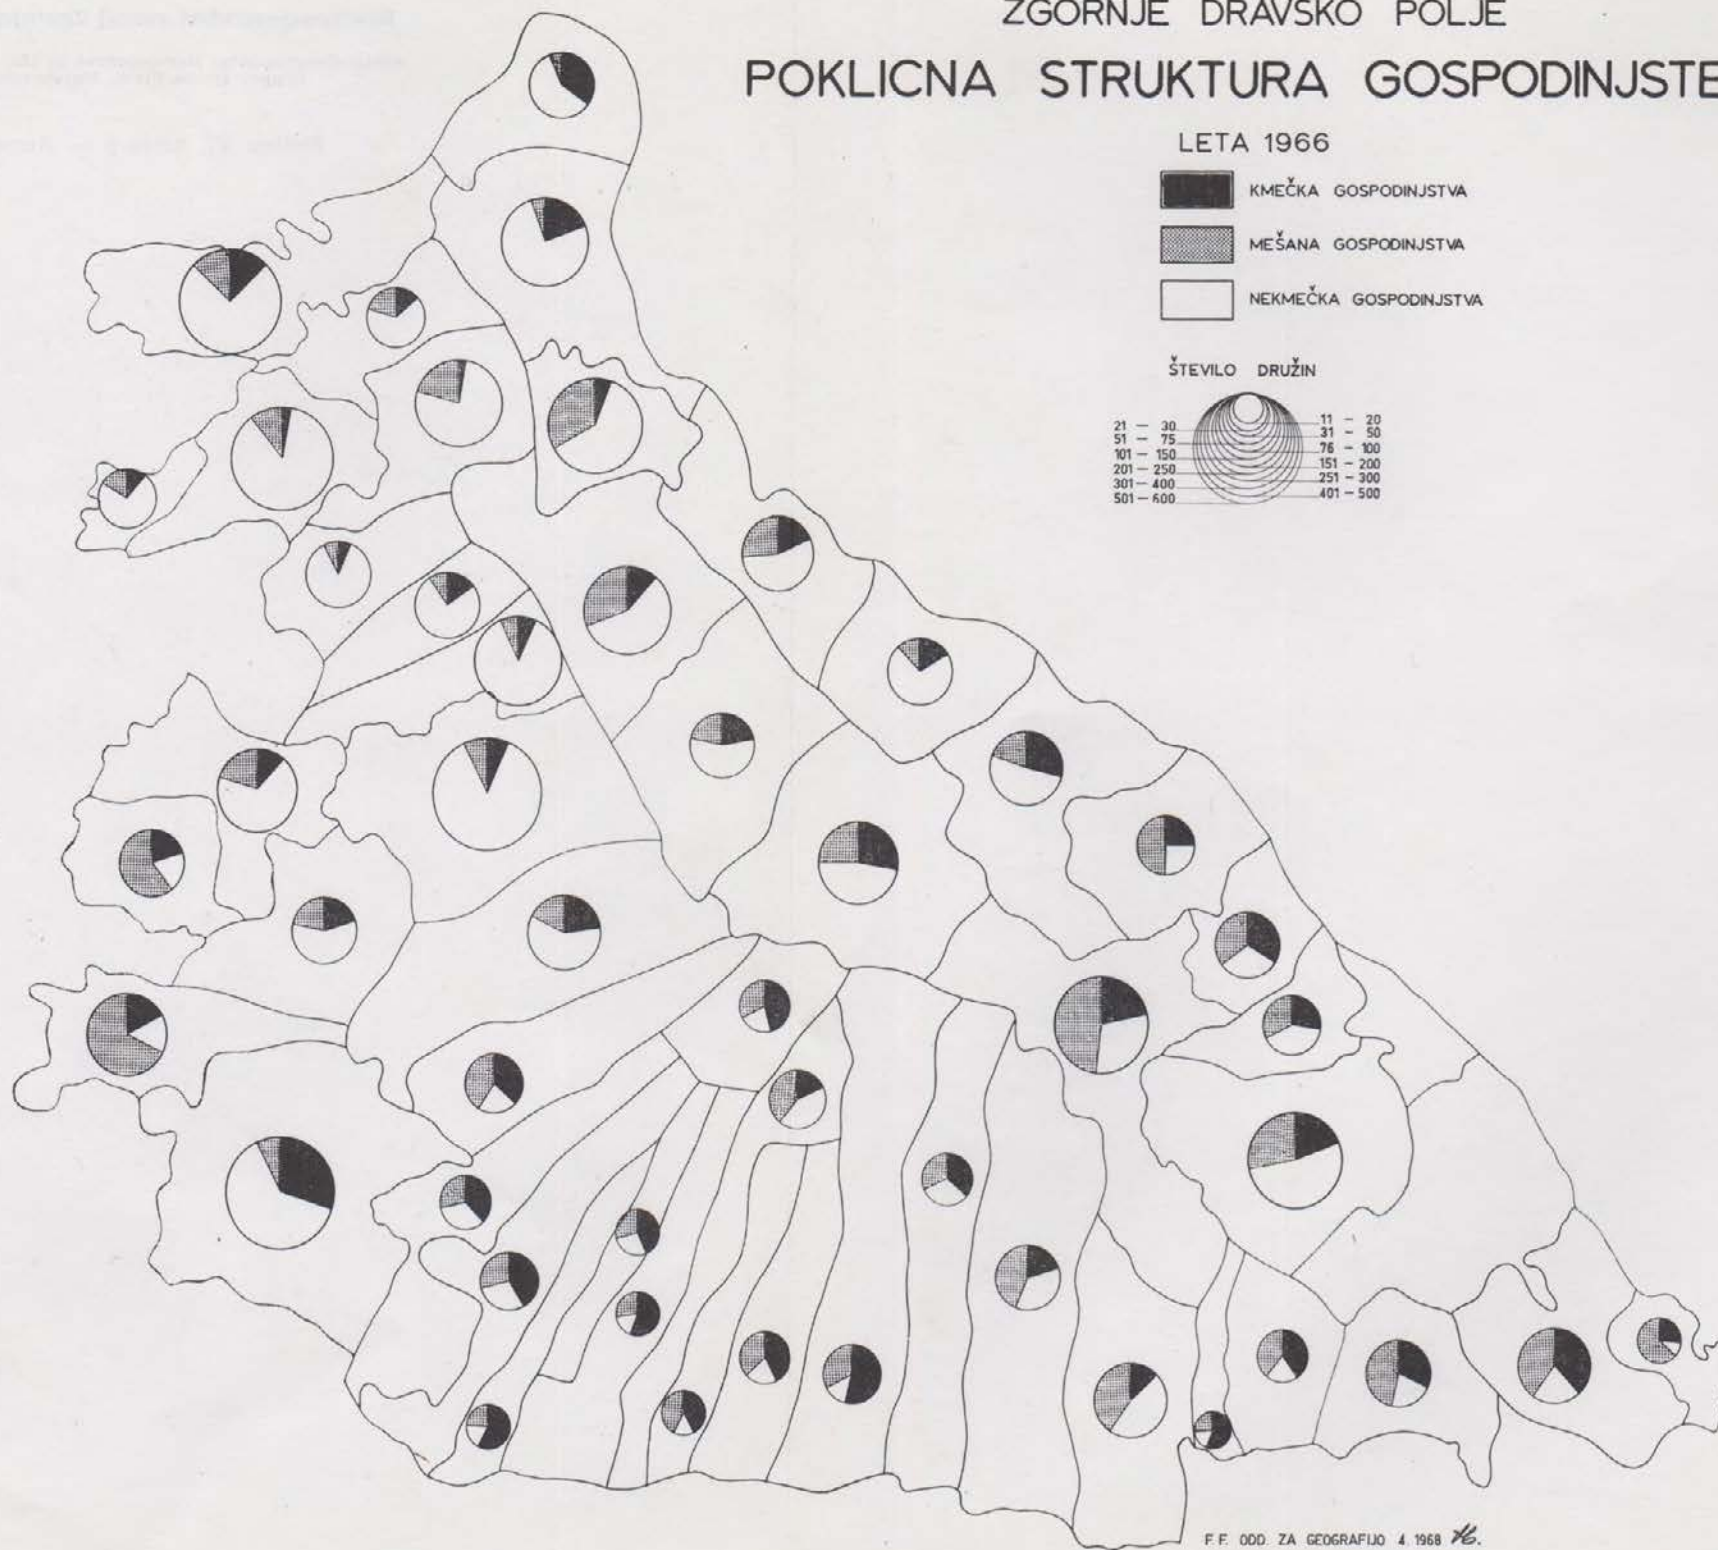 ZGORNJE DRAVSKO POLJE
POKLICNA STRUKTURA GOSPODINJSTE
LETA 1966
KMEČKA GOSPODINJSTVA
MEŠANA GOSPODINJSTVA
NEKMEČKA GOSPODINJSTVA
ŠTEVILO DRUŽIN
21 - 30
51 - 75
101 - 150
201 - 250
301 - 400
501 - 600
11 - 20
31 - 50
76 - 100
151 - 200
251 - 300
401 - 500
F. F. ODD. ZA GEOGRAFIJO 4. 1968